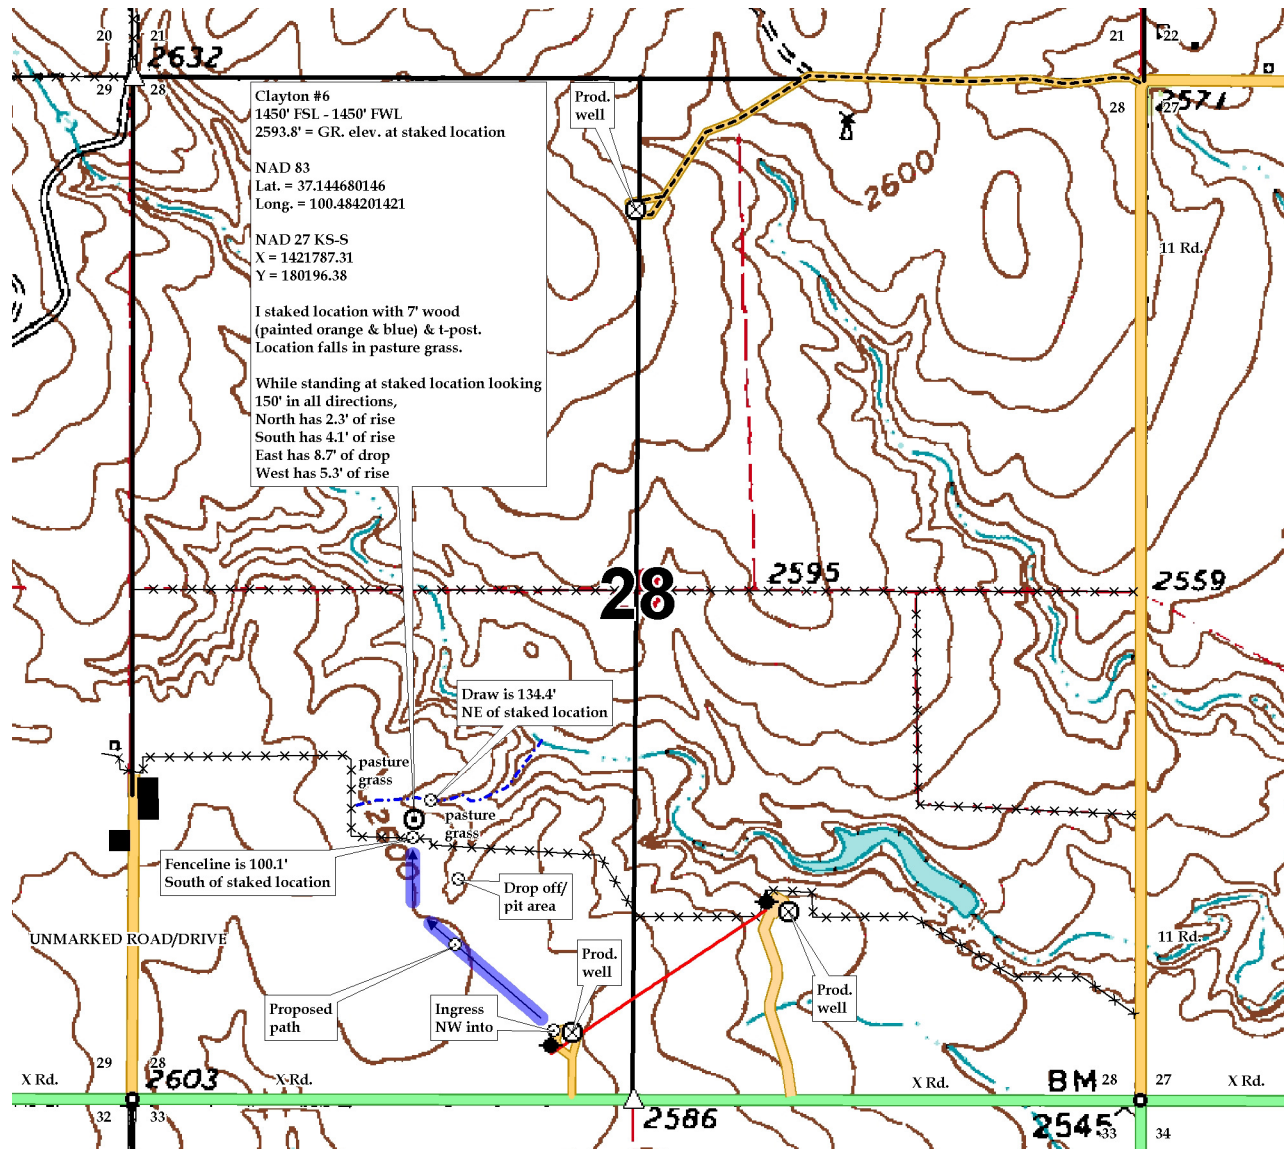 20
21
2632
29
28
21
22
2571
28
27
Clayton #6
1450' FSL - 1450' FWL
2593.8' = GR. elev. at staked location
NAD 83
Lat. = 37.144680146
Long. = 100.484201421
NAD 27 KS-S
X = 1421787.31
Y = 180196.38
I staked location with 7' wood
(painted orange & blue) & t-post.
Location falls in pasture grass.
While standing at staked location looking
150' in all directions,
North has 2.3' of rise
South has 4.1' of rise
East has 8.7' of drop
West has 5.3' of rise
Prod.
well
2600
11 Rd.
28
2595
2559
Draw is 134.4'
NE of staked location
pasture
grass
pasture
grass
2600
Fenceline is 100.1'
South of staked location
Drop off/
pit area
UNMARKED ROAD/DRIVE
11 Rd.
Prod.
well
Prod.
well
Proposed
path
Ingress
NW into
29
28
2603
X Rd.
X Rd.
X Rd.
BM
28
27
X Rd.
32
33
2586
2545
33
34